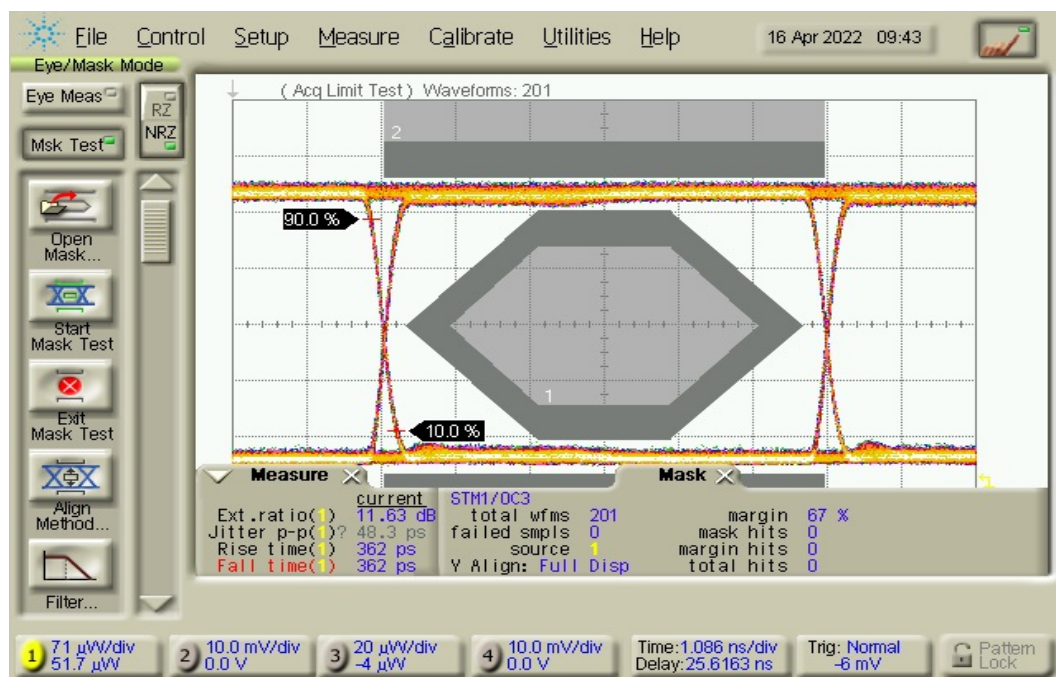 File Control Setup Measure Calibrate Utilities Help 16 Apr 2022 09:43
Eye/Mask Mode
Eye Meas
Msk Test
RZ
NRZ
Open
Mask...
Start
Mask Test
Exit
Mask Test
Align
Method...
Filter...
( Acq Limit Test ) Waveforms: 201
2
90.0 %
1
10.0 %
Measure
current
Ext.ratio(1) 11.63 dB
Jitter p-p(1)? 48.3 ps
Rise time(1) 362 ps
Fall time(1) 362 ps
Mask
STM1/OC3
total wfms 201
failed smpls 0
source 1
Y Align: Full Disp
margin 67 %
mask hits 0
margin hits 0
total hits 0
1 71 µW/div
51.7 µW
2 10.0 mV/div
0.0 V
3 20 µW/div
-4 µW
4 10.0 mV/div
0.0 V
Time:1.086 ns/div
Delay:25.6163 ns
Trig: Normal
-6 mV
Pattern
Lock